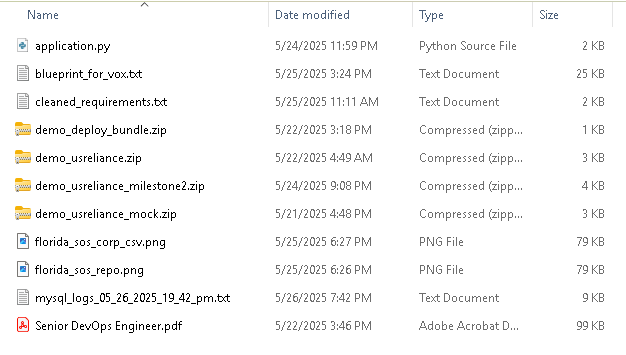 Name Date modified Type Size
application.py 5/24/2025 11:59 PM Python Source File 2 KB
blueprint_for_vox.txt 5/25/2025 3:24 PM Text Document 25 KB
cleaned_requirements.txt 5/25/2025 11:11 AM Text Document 2 KB
demo_deploy_bundle.zip 5/22/2025 3:18 PM Compressed (zipp... 1 KB
demo_usreliance.zip 5/22/2025 4:49 AM Compressed (zipp... 3 KB
demo_usreliance_milestone2.zip 5/24/2025 9:08 PM Compressed (zipp... 4 KB
demo_usreliance_mock.zip 5/21/2025 4:48 PM Compressed (zipp... 3 KB
florida_sos_corp_csv.png 5/25/2025 6:27 PM PNG File 79 KB
florida_sos_repo.png 5/25/2025 6:26 PM PNG File 79 KB
mysql_logs_05_26_2025_19_42_pm.txt 5/26/2025 7:42 PM Text Document 9 KB
Senior DevOps Engineer.pdf 5/22/2025 3:46 PM Adobe Acrobat D... 99 KB